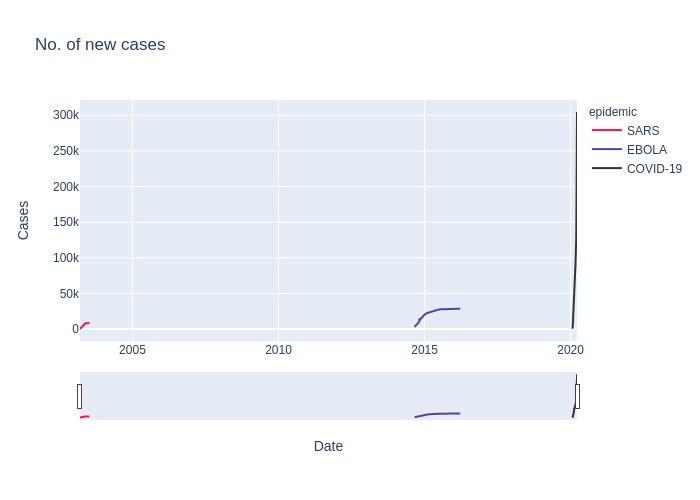 No. of new cases
epidemic
SARS
EBOLA
COVID-19
300k
250k
200k
150k
100k
50k
0
Cases
2005
2010
2015
2020
Date